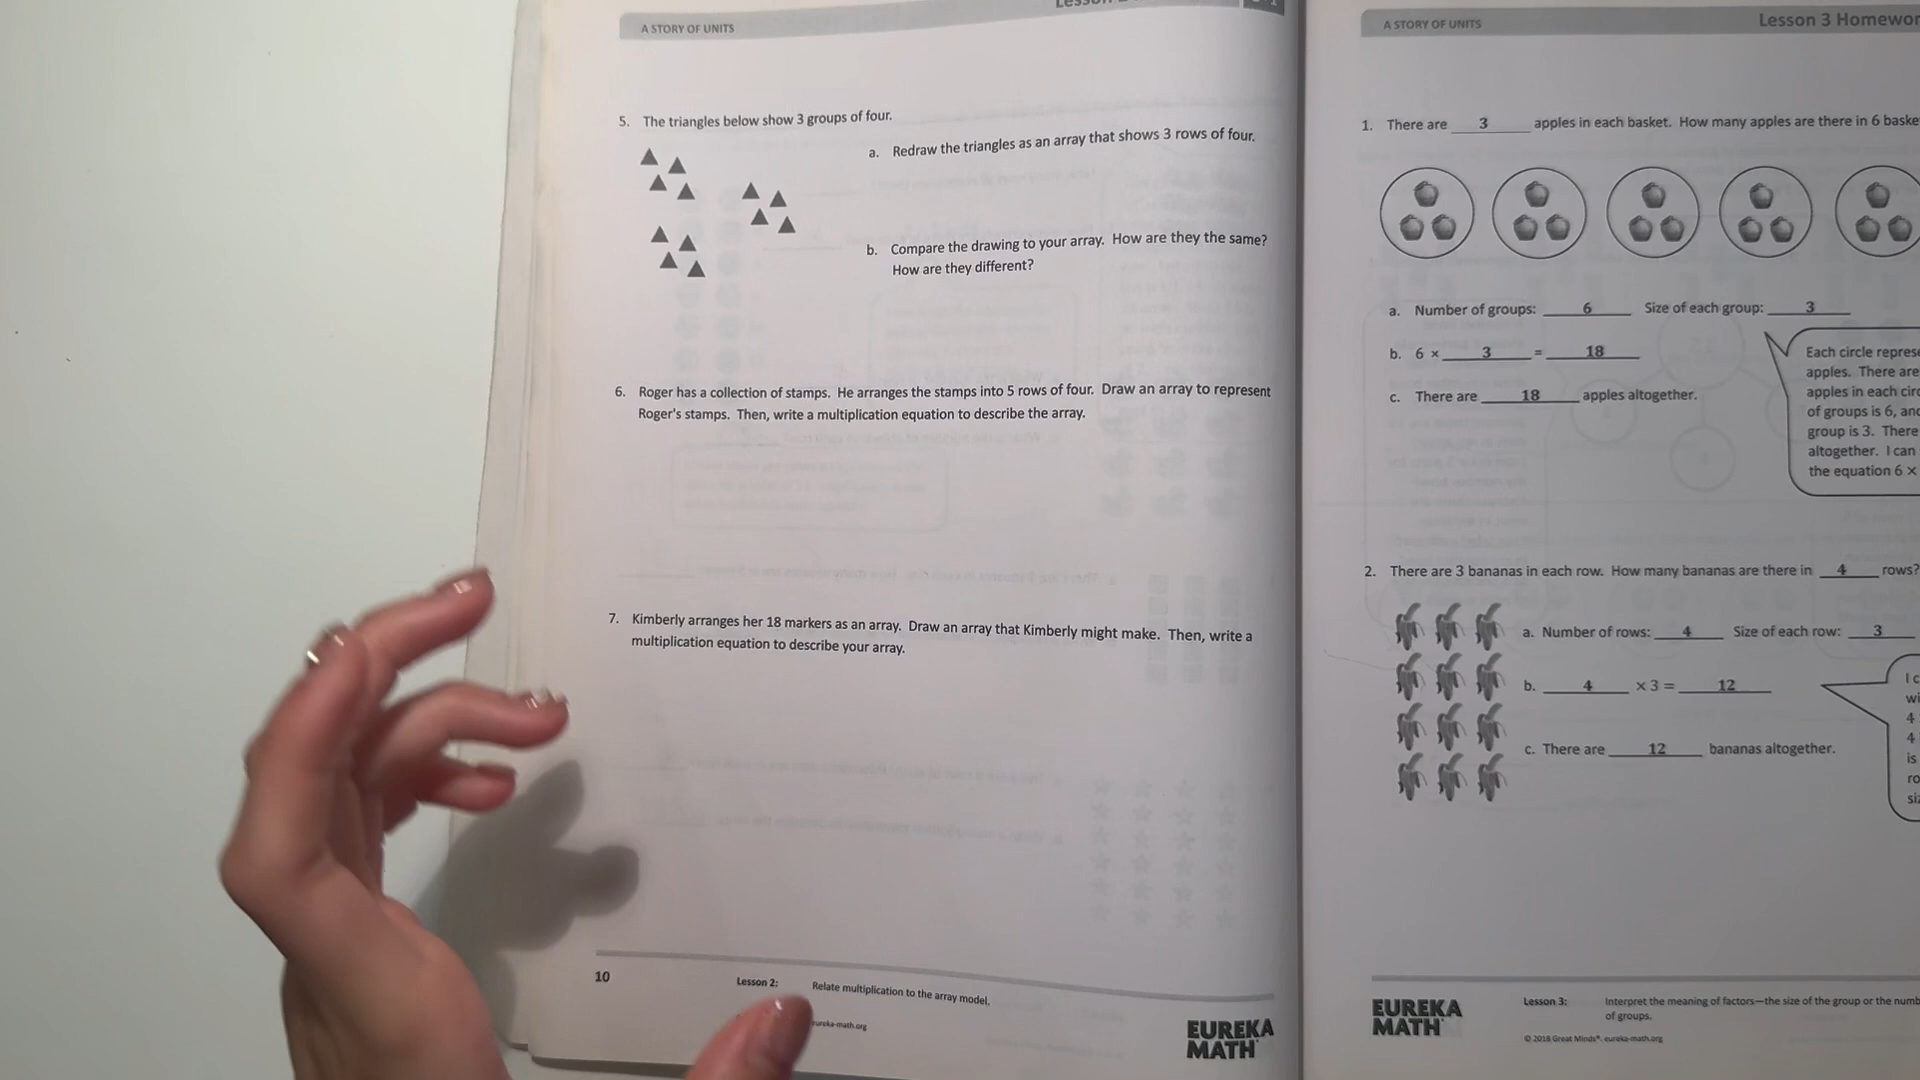 A STORY OF UNITS
5. The triangles below show 3 groups of four.
a. Redraw the triangles as an array that shows 3 rows of four.
b. Compare the drawing to your array. How are they the same?
How are they different?
6. Roger has a collection of stamps. He arranges the stamps into 5 rows of four. Draw an array to represent
Roger's stamps. Then, write a multiplication equation to describe the array.
7. Kimberly arranges her 18 markers as an array. Draw an array that Kimberly might make. Then, write a
multiplication equation to describe your array.
10
Lesson 2: Relate multiplication to the array model.
eureka-math.org
EUREKA
MATH
A STORY OF UNITS
Lesson 3
1. There are 3 apples in each basket. How many apples are there in 6
a. Number of groups: 6 Size of each group: 3
b. 6 × 3 = 18
c. There are 18 apples altogether.
Each circle
apples. There are
apples in each
of groups is 6,
group is 3. There
altogether. I can
the equation 6 ×
2. There are 3 bananas in each row. How many bananas are there in 4 rows?
a. Number of rows: 4 Size of each row: 3
b. 4 × 3 = 12
c. There are 12 bananas altogether.
I
4
4
is
EUREKA
MATH
Lesson 3: Interpret the meaning of factors—the size of the group or the
of groups.
© 2018 Great Minds®. eureka-math.org